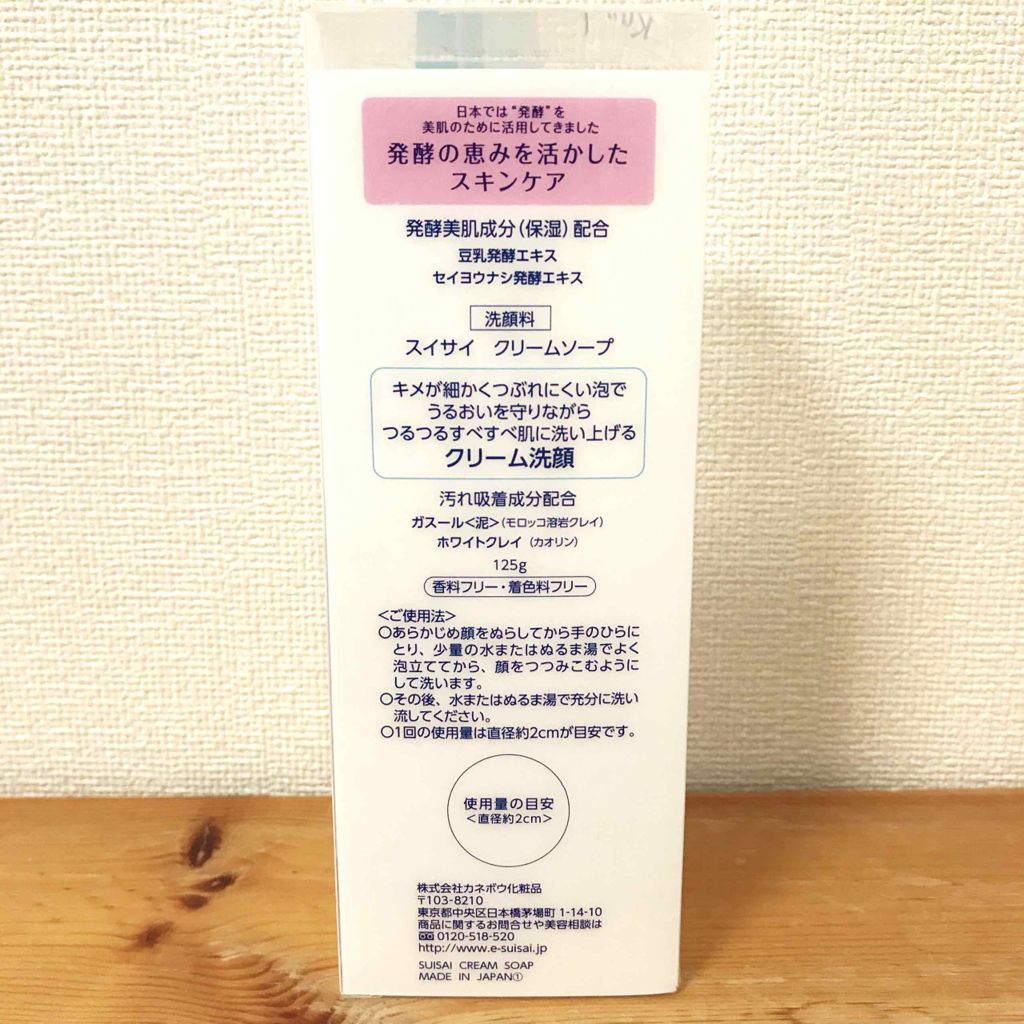 日本では“発酵”を
美肌のために活用してきました
発酵の恵みを活かした
スキンケア
発酵美肌成分（保湿）配合
豆乳発酵エキス
セイヨウナシ発酵エキス
洗顔料
スイサイ　クリームソープ
キメが細かくつぶれにくい泡で
うるおいを守りながら
つるつるすべすべ肌に洗い上げる
クリーム洗顔
汚れ吸着成分配合
ガスール＜泥＞（モロッコ溶岩クレイ）
ホワイトクレイ（カオリン）
125g
香料フリー・着色料フリー
＜ご使用法＞
○あらかじめ顔をぬらしてから手のひらに
とり、少量の水またはぬるま湯でよく
泡立ててから、顔をつつみこむように
して洗います。
○その後、水またはぬるま湯で充分に洗い
流してください。
○1回の使用量は直径約2cmが目安です。
使用量の目安
＜直径約2cm＞
株式会社カネボウ化粧品
〒103-8210
東京都中央区日本橋茅場町 1-14-10
商品に関するお問合せや美容相談は
0120-518-520
http://www.e-suisai.jp
SUISAI CREAM SOAP
MADE IN JAPAN①